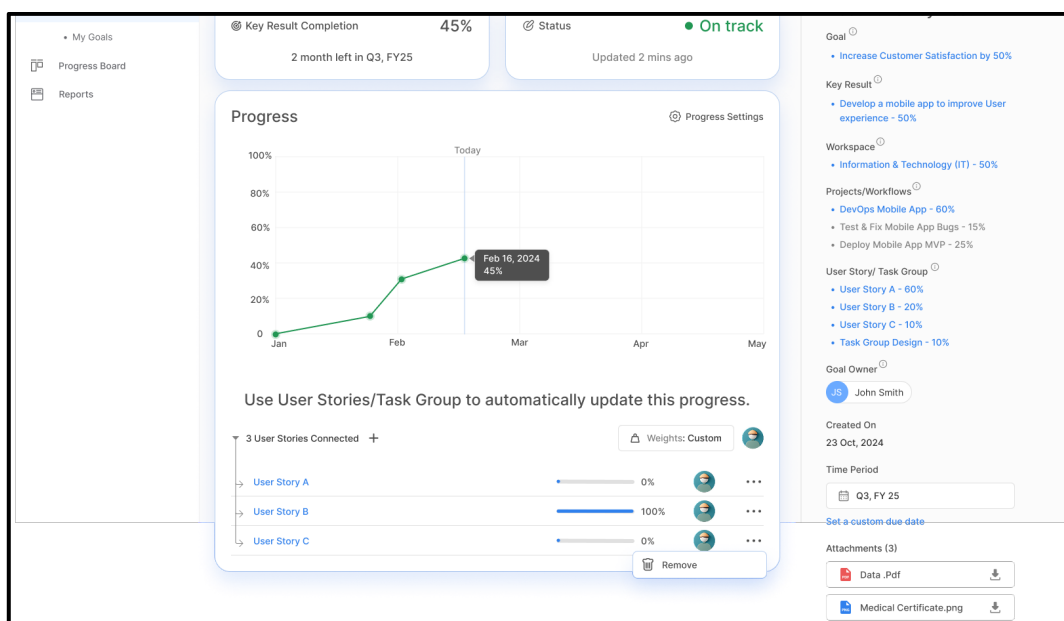 My Goals
Progress Board
Reports
Key Result Completion
45%
2 month left in Q3, FY25
Status
On track
Updated 2 mins ago
Progress
Progress Settings
Today
100%
80%
60%
40%
20%
0
Feb 16, 2024
45%
Jan
Feb
Mar
Apr
May
Use User Stories/Task Group to automatically update this progress.
3 User Stories Connected +
Weights: Custom
User Story A
0%
User Story B
100%
User Story C
0%
Remove
Goal
• Increase Customer Satisfaction by 50%
Key Result
• Develop a mobile app to improve User
experience - 50%
Workspace
• Information & Technology (IT) - 50%
Projects/Workflows
• DevOps Mobile App - 60%
• Test & Fix Mobile App Bugs - 15%
• Deploy Mobile App MVP - 25%
User Story/ Task Group
• User Story A - 60%
• User Story B - 20%
• User Story C - 10%
• Task Group Design - 10%
Goal Owner
JS
John Smith
Created On
23 Oct, 2024
Time Period
Q3, FY 25
Set a custom due date
Attachments (3)
PDF
Data .Pdf
PNG
Medical Certificate.png